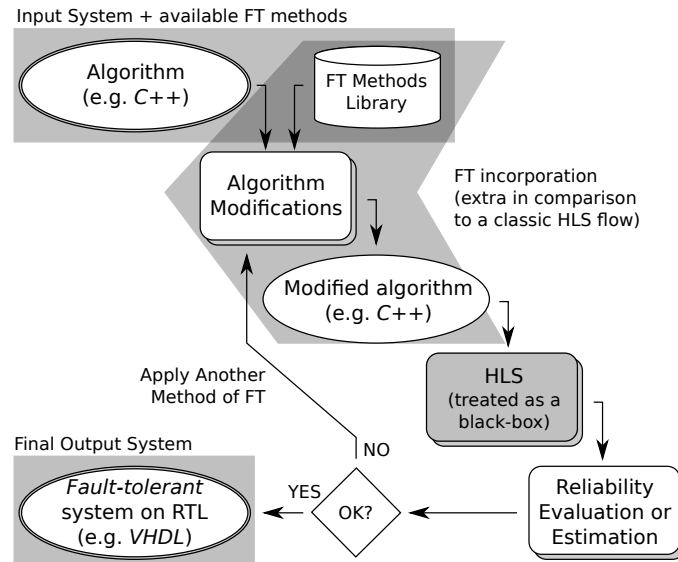 Input System + available FT methods
Algorithm
(e.g. C++)
FT Methods
Library
Algorithm
Modifications
FT incorporation
(extra in comparison
to a classic HLS flow)
Modified algorithm
(e.g. C++)
HLS
(treated as a
black-box)
Apply Another
Method of FT
NO
Final Output System
Fault-tolerant
system on RTL
(e.g. VHDL)
YES
OK?
Reliability
Evaluation or
Estimation